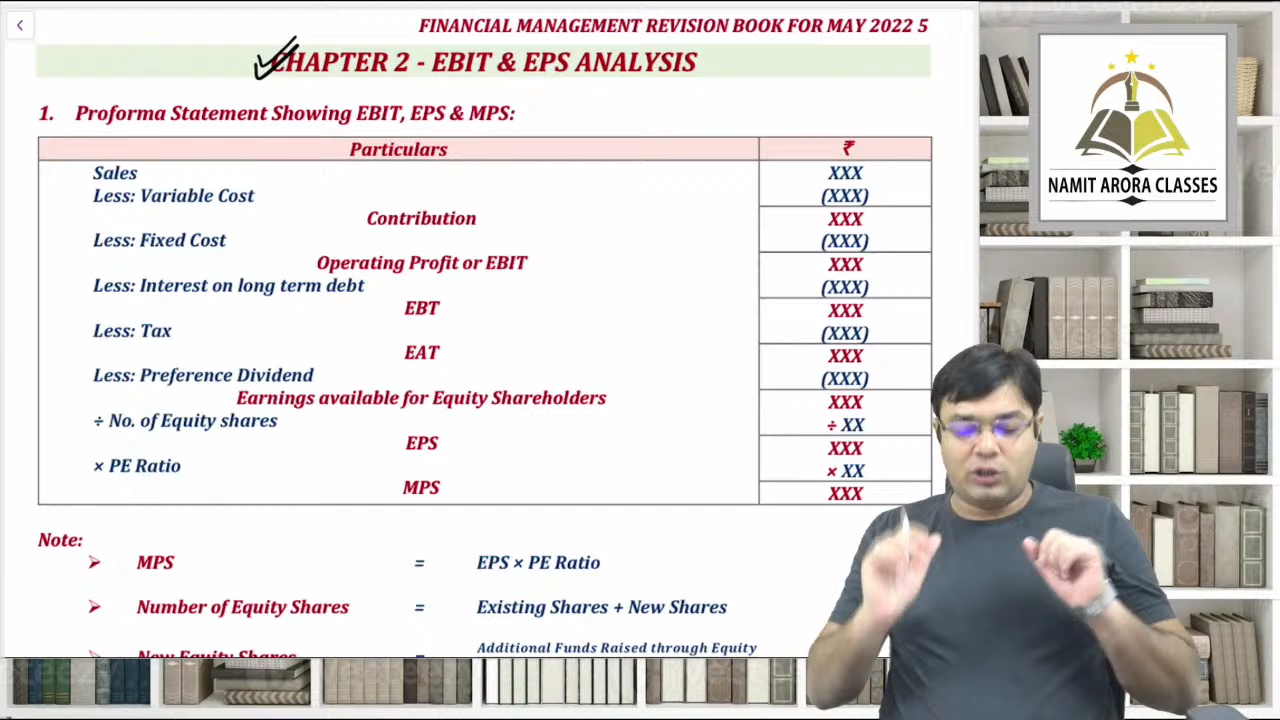 FINANCIAL MANAGEMENT REVISION BOOK FOR MAY 2022 5
CHAPTER 2 - EBIT & EPS ANALYSIS
1. Proforma Statement Showing EBIT, EPS & MPS:
Particulars ₹
Sales XXX
Less: Variable Cost (XXX)
Contribution XXX
Less: Fixed Cost (XXX)
Operating Profit or EBIT XXX
Less: Interest on long term debt (XXX)
EBT XXX
Less: Tax (XXX)
EAT XXX
Less: Preference Dividend (XXX)
Earnings available for Equity Shareholders XXX
÷ No. of Equity shares ÷ XX
EPS XXX
× PE Ratio × XX
MPS XXX
Note:
➢ MPS = EPS × PE Ratio
➢ Number of Equity Shares = Existing Shares + New Shares
➢ New Equity Shares = Additional Funds Raised through Equity
NAMIT ARORA CLASSES